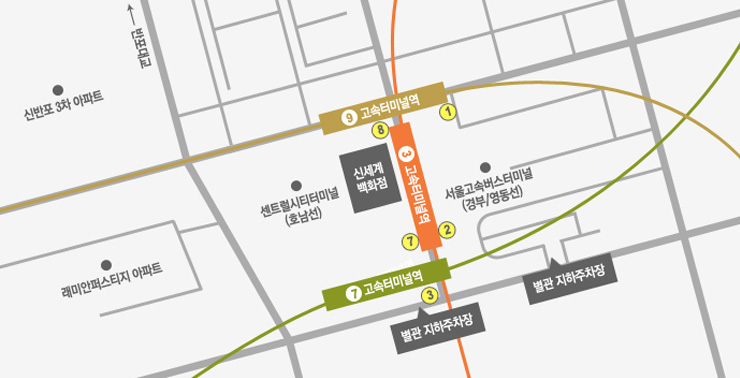 ← 반포대교
신반포 3차 아파트
9 고속터미널역
1
8
3 고속터미널역
신세계
백화점
센트럴시티터미널
(호남선)
서울고속버스터미널
(경부/영동선)
2
7
래미안퍼스티지 아파트
7 고속터미널역
3
별관 지하주차장
별관 지하주차장